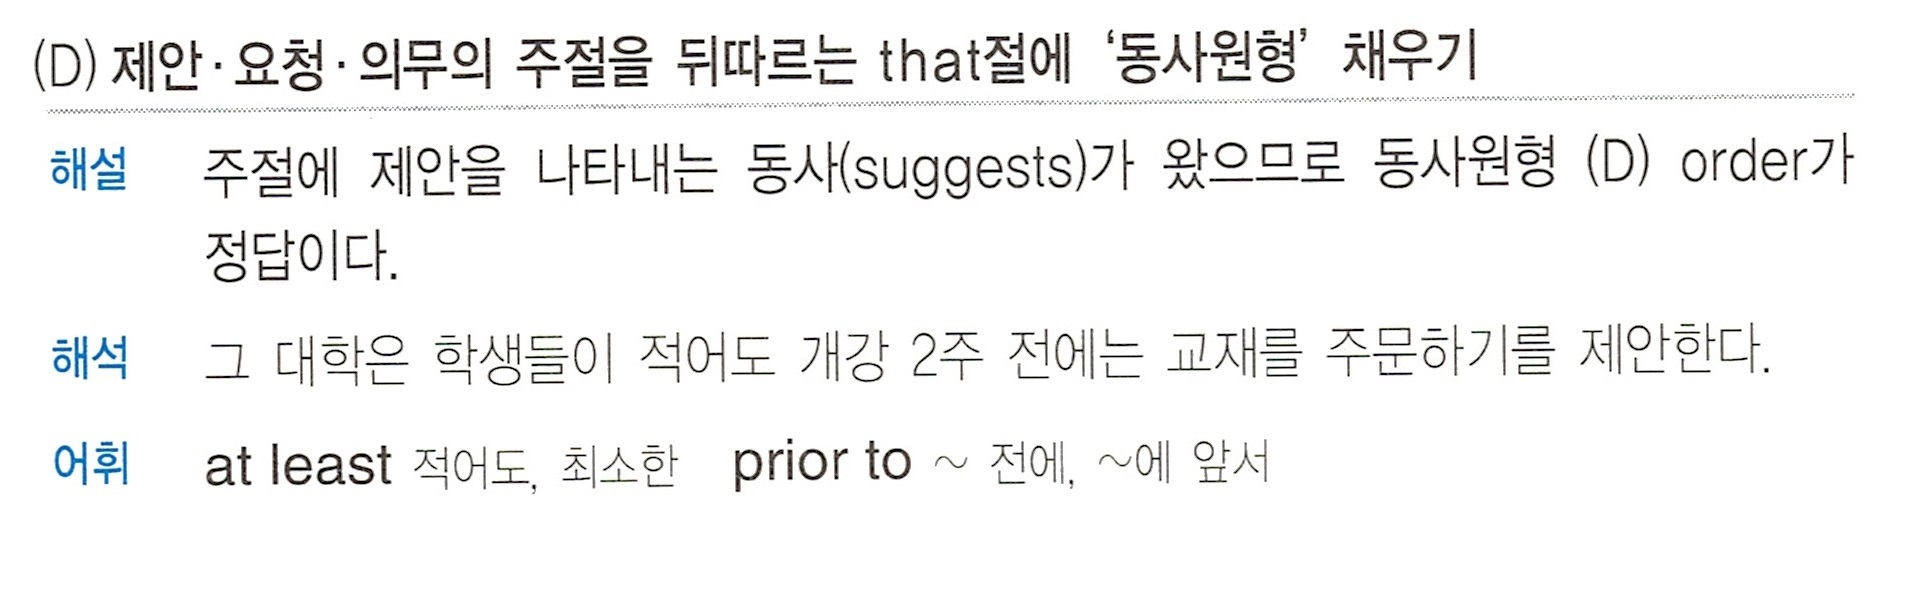 (D) 제안·요청·의무의 주절을 뒤따르는 that절에 ‘동사원형’ 채우기
해설 주절에 제안을 나타내는 동사(suggests)가 왔으므로 동사원형 (D) order가
정답이다.
해석 그 대학은 학생들이 적어도 개강 2주 전에는 교재를 주문하기를 제안한다.
어휘 at least 적어도, 최소한 prior to ~ 전에, ~에 앞서